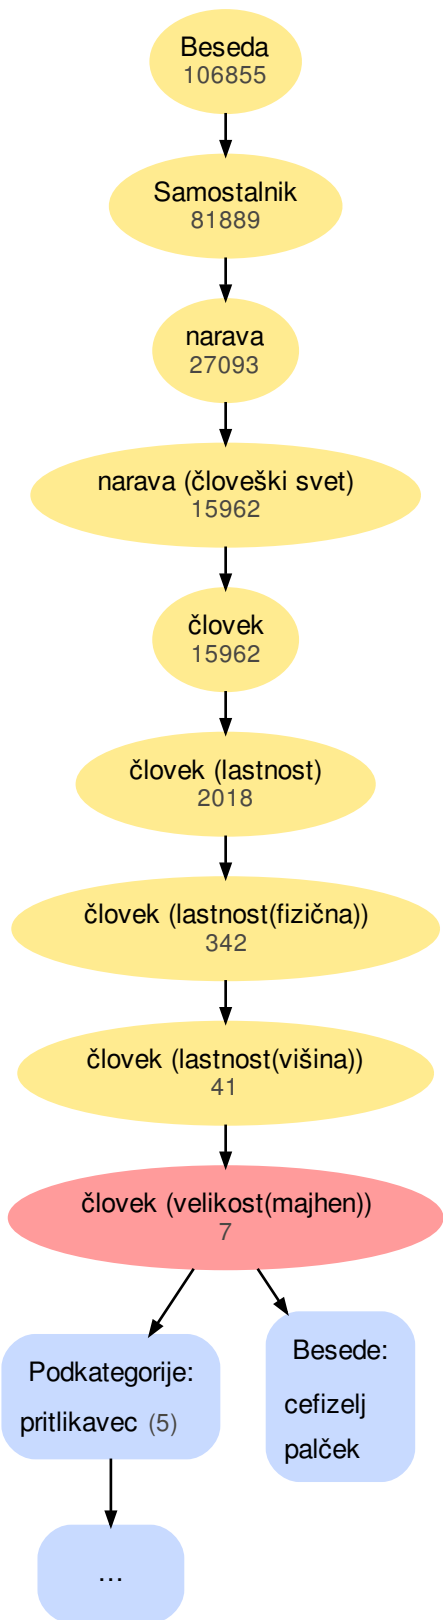 Beseda
106855
Samostalnik
81889
narava
27093
narava (človeški svet)
15962
človek
15962
človek (lastnost)
2018
človek (lastnost(fizična))
342
človek (lastnost(višina))
41
človek (velikost(majhen))
7
Podkategorije:
pritlikavec (5)
...
Besede:
cefizelj
palček